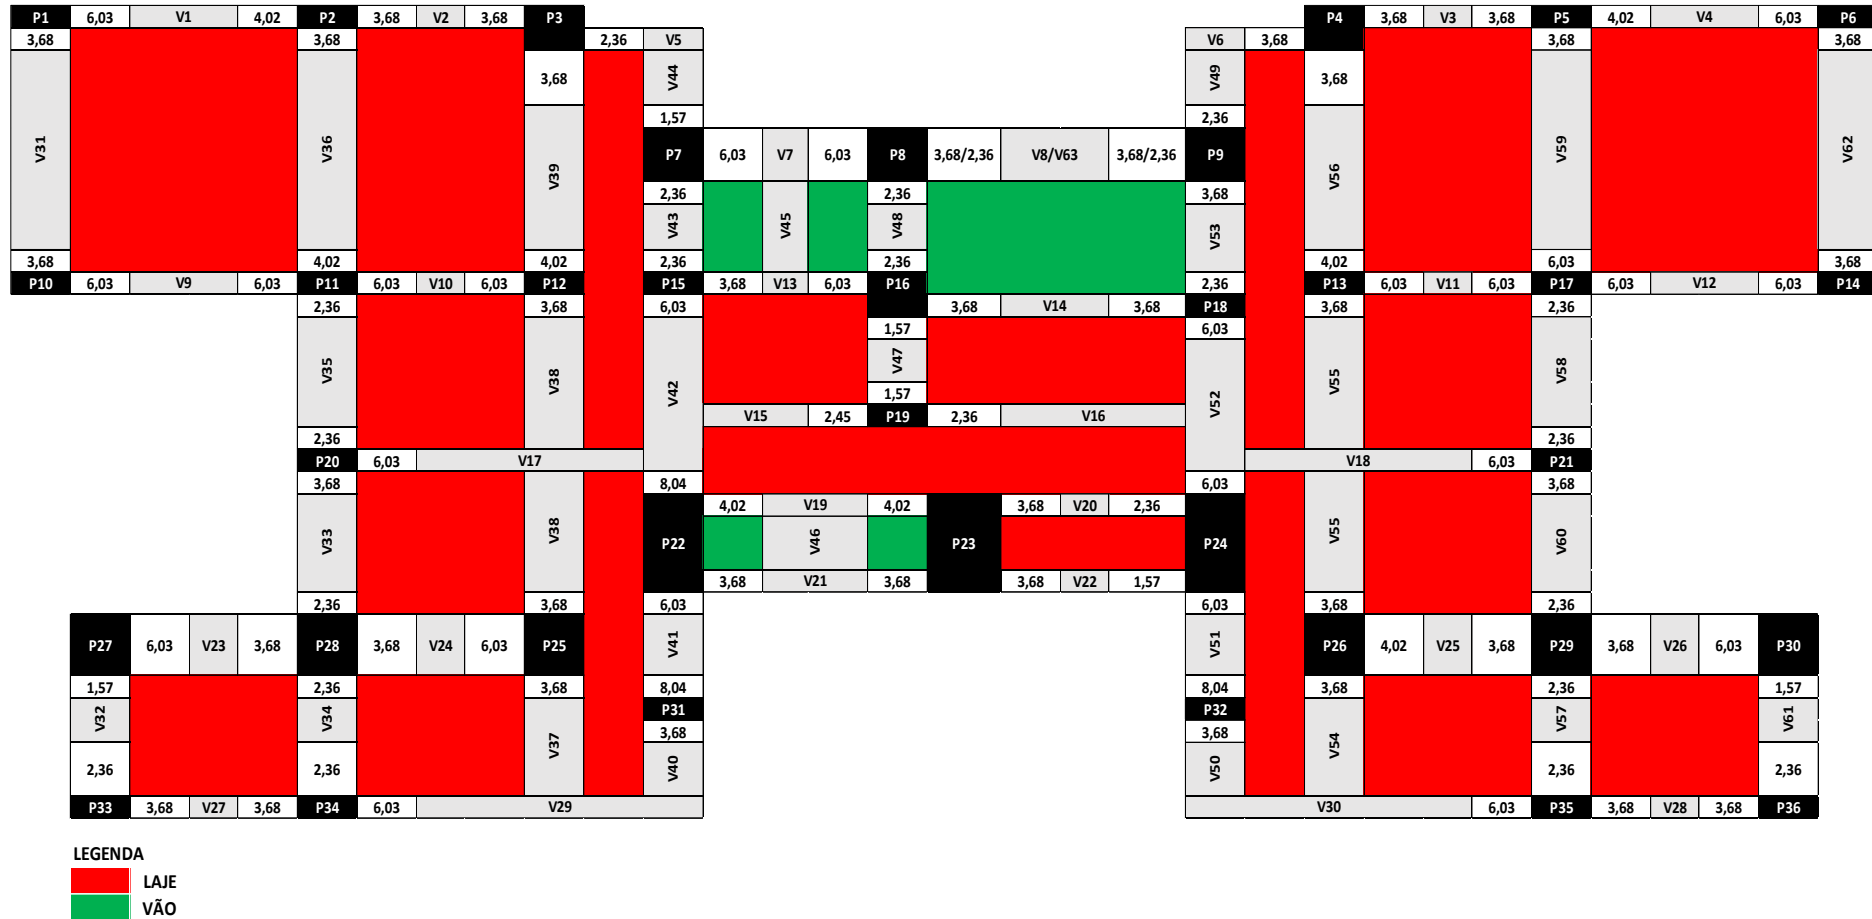 P1 6,03 V1 4,02 P2 3,68 V2 3,68 P3 P4 3,68 V3 3,68 P5 4,02 V4 6,03 P6
3,68 3,68 2,36 V5 V6 3,68 3,68 3,68
V31 V36 3,68 V44 V49 3,68 V59 V62
1,57 2,36
V39 P7 6,03 V7 6,03 P8 3,68/2,36 V8/V63 3,68/2,36 P9 V56
2,36 2,36 3,68
V43 V45 V48 V53
3,68 4,02 4,02 2,36 2,36 4,02 6,03 3,68
P10 6,03 V9 6,03 P11 6,03 V10 6,03 P12 P15 3,68 V13 6,03 P16 2,36 P13 6,03 V11 6,03 P17 6,03 V12 6,03 P14
2,36 3,68 6,03 3,68 V14 3,68 P18 3,68 2,36
1,57 6,03
V35 V38 V42 V47 V52 V55 V58
1,57
V15 2,45 P19 2,36 V16
2,36 2,36
P20 6,03 V17 V18 6,03 P21
3,68 8,04 6,03 3,68
4,02 V19 4,02 3,68 V20 2,36
V33 V38 P22 V46 P23 P24 V55 V60
3,68 V21 3,68 3,68 V22 1,57
2,36 3,68 6,03 6,03 3,68 2,36
P27 6,03 V23 3,68 P28 3,68 V24 6,03 P25 V41 V51 P26 4,02 V25 3,68 P29 3,68 V26 6,03 P30
1,57 2,36 3,68 8,04 8,04 3,68 2,36 1,57
V32 V34 P31 P32 V57 V61
V37 3,68 3,68 V54
2,36 2,36 V40 V50 2,36 2,36
P33 3,68 V27 3,68 P34 6,03 V29 V30 6,03 P35 3,68 V28 3,68 P36
LEGENDA
LAJE
VÃO